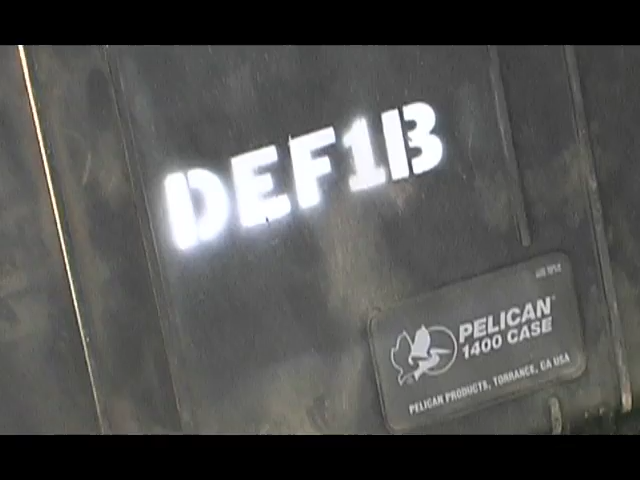 DEF1B
PELICAN
1400 CASE
PELICAN PRODUCTS, TORRANCE, CA USA